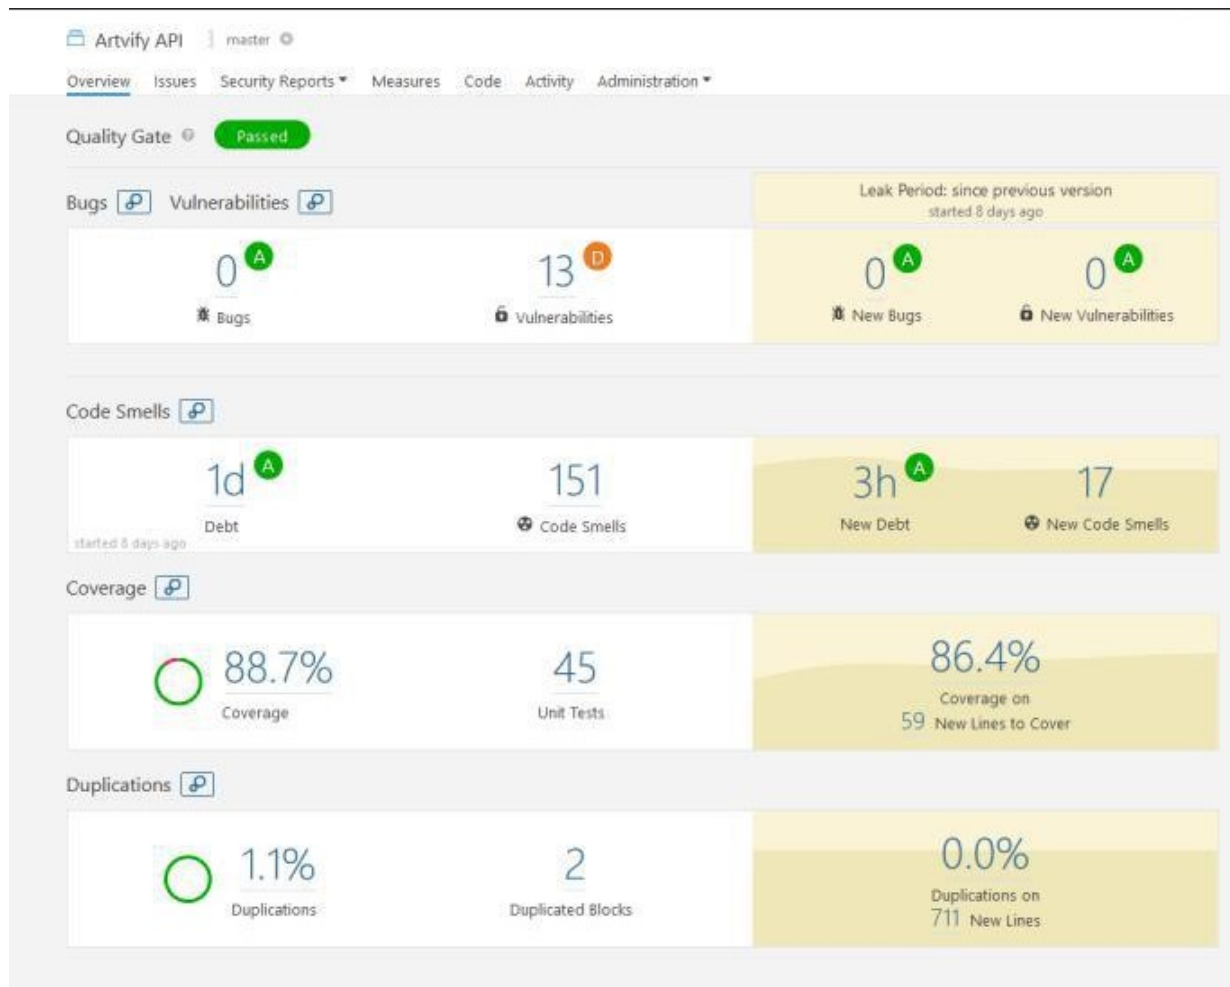 Artvify API master
Overview Issues Security Reports Measures Code Activity Administration
Quality Gate Passed
Bugs Vulnerabilities
Leak Period: since previous version
started 8 days ago
0 A
Bugs
13 D
Vulnerabilities
0 A
New Bugs
0 A
New Vulnerabilities
Code Smells
1d A
Debt
started 8 days ago
151
Code Smells
3h A
New Debt
17
New Code Smells
Coverage
88.7%
Coverage
45
Unit Tests
86.4%
Coverage on
59 New Lines to Cover
Duplications
1.1%
Duplications
2
Duplicated Blocks
0.0%
Duplications on
711 New Lines